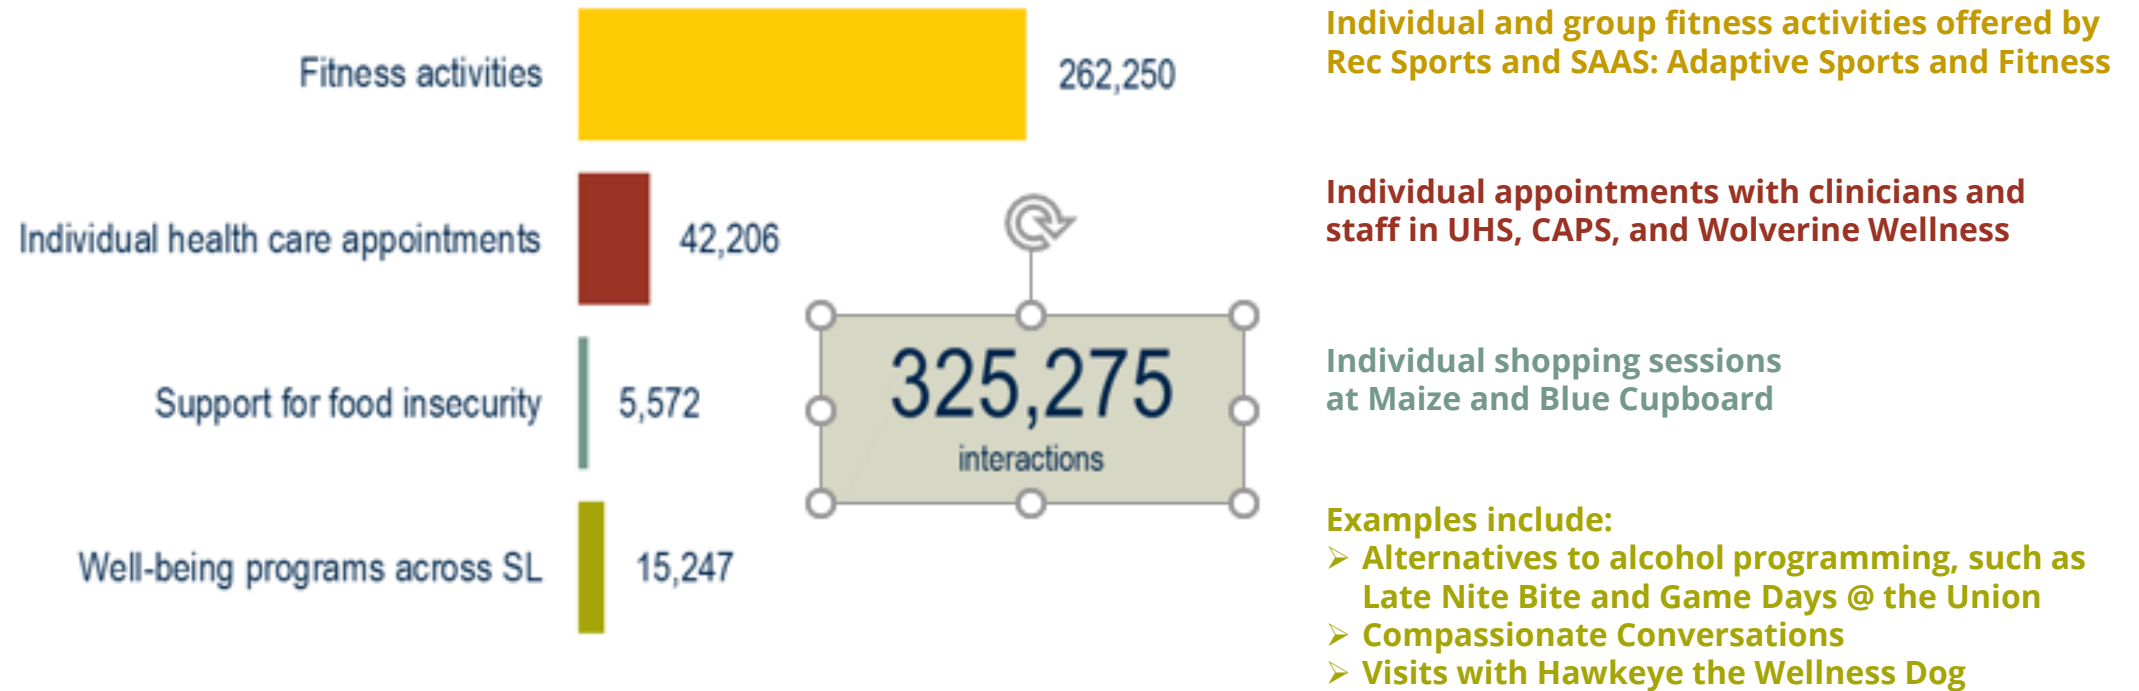 Fitness activities
262,250
Individual and group fitness activities offered by
Rec Sports and SAAS: Adaptive Sports and Fitness
Individual health care appointments
42,206
Individual appointments with clinicians and
staff in UHS, CAPS, and Wolverine Wellness
Support for food insecurity
5,572
325,275
interactions
Individual shopping sessions
at Maize and Blue Cupboard
Well-being programs across SL
15,247
Examples include:
➢ Alternatives to alcohol programming, such as
Late Nite Bite and Game Days @ the Union
➢ Compassionate Conversations
➢ Visits with Hawkeye the Wellness Dog